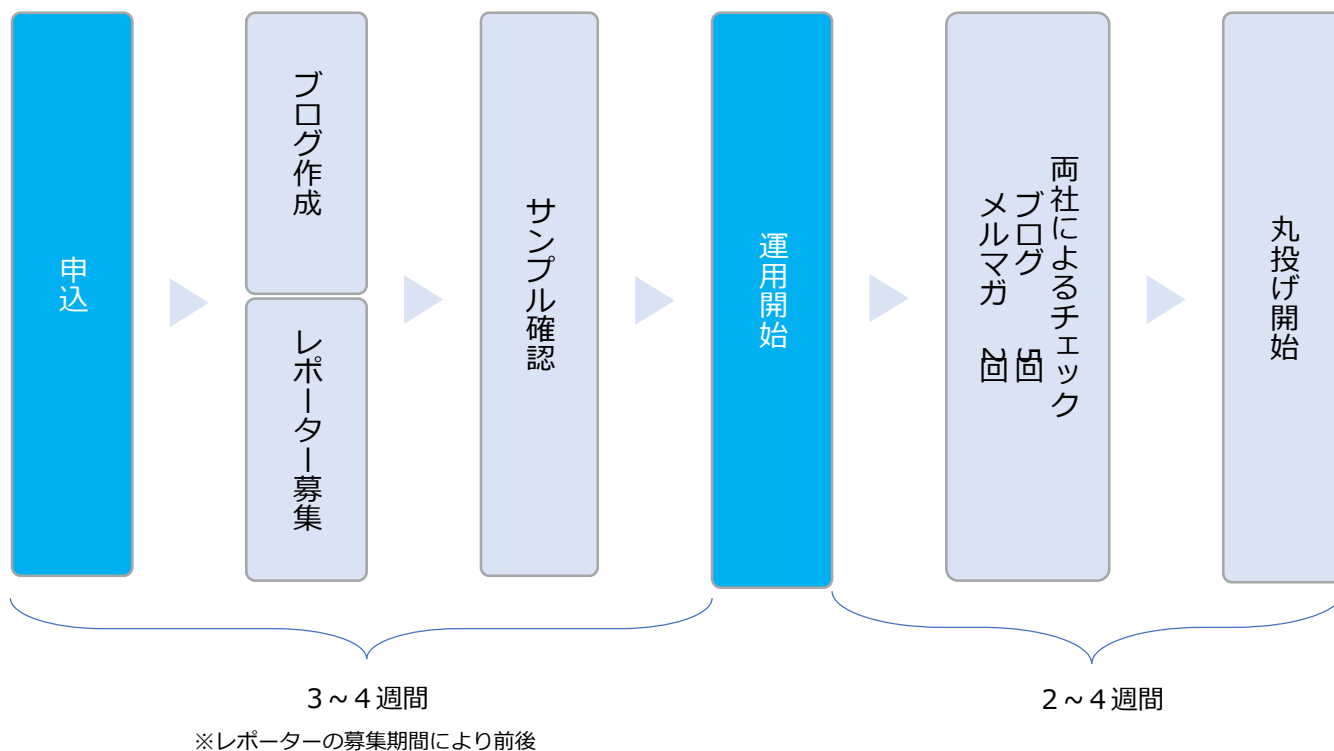 申込
ブログ作成
レポーター募集
サンプル確認
運用開始
両社によるチェック
ブログ 5回
メルマガ 2回
丸投げ開始
3～4週間
※レポーターの募集期間により前後
2～4週間